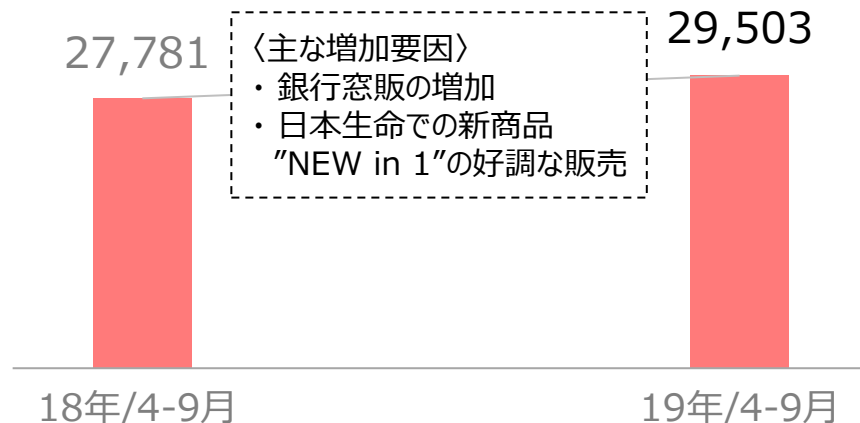 27,781
〈主な増加要因〉
・ 銀行窓販の増加
・ 日本生命での新商品
”NEW in 1”の好調な販売
29,503
18年/4-9月
19年/4-9月